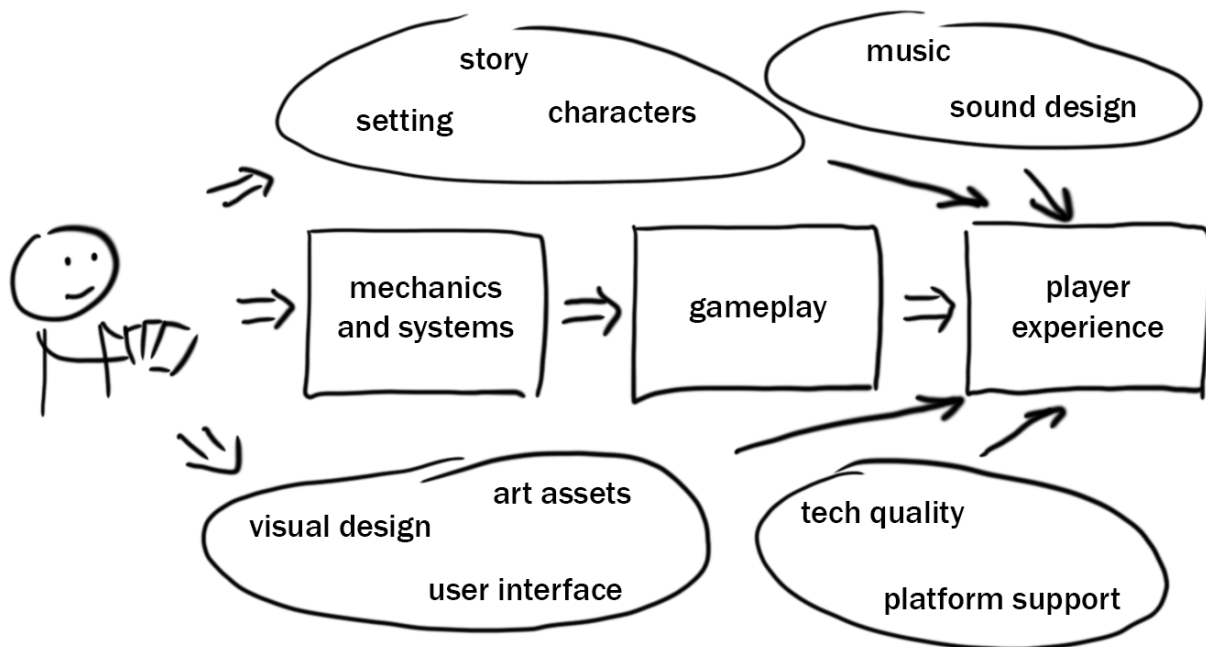 story
setting
characters
music
sound design
mechanics
and systems
gameplay
player
experience
art assets
visual design
user interface
tech quality
platform support